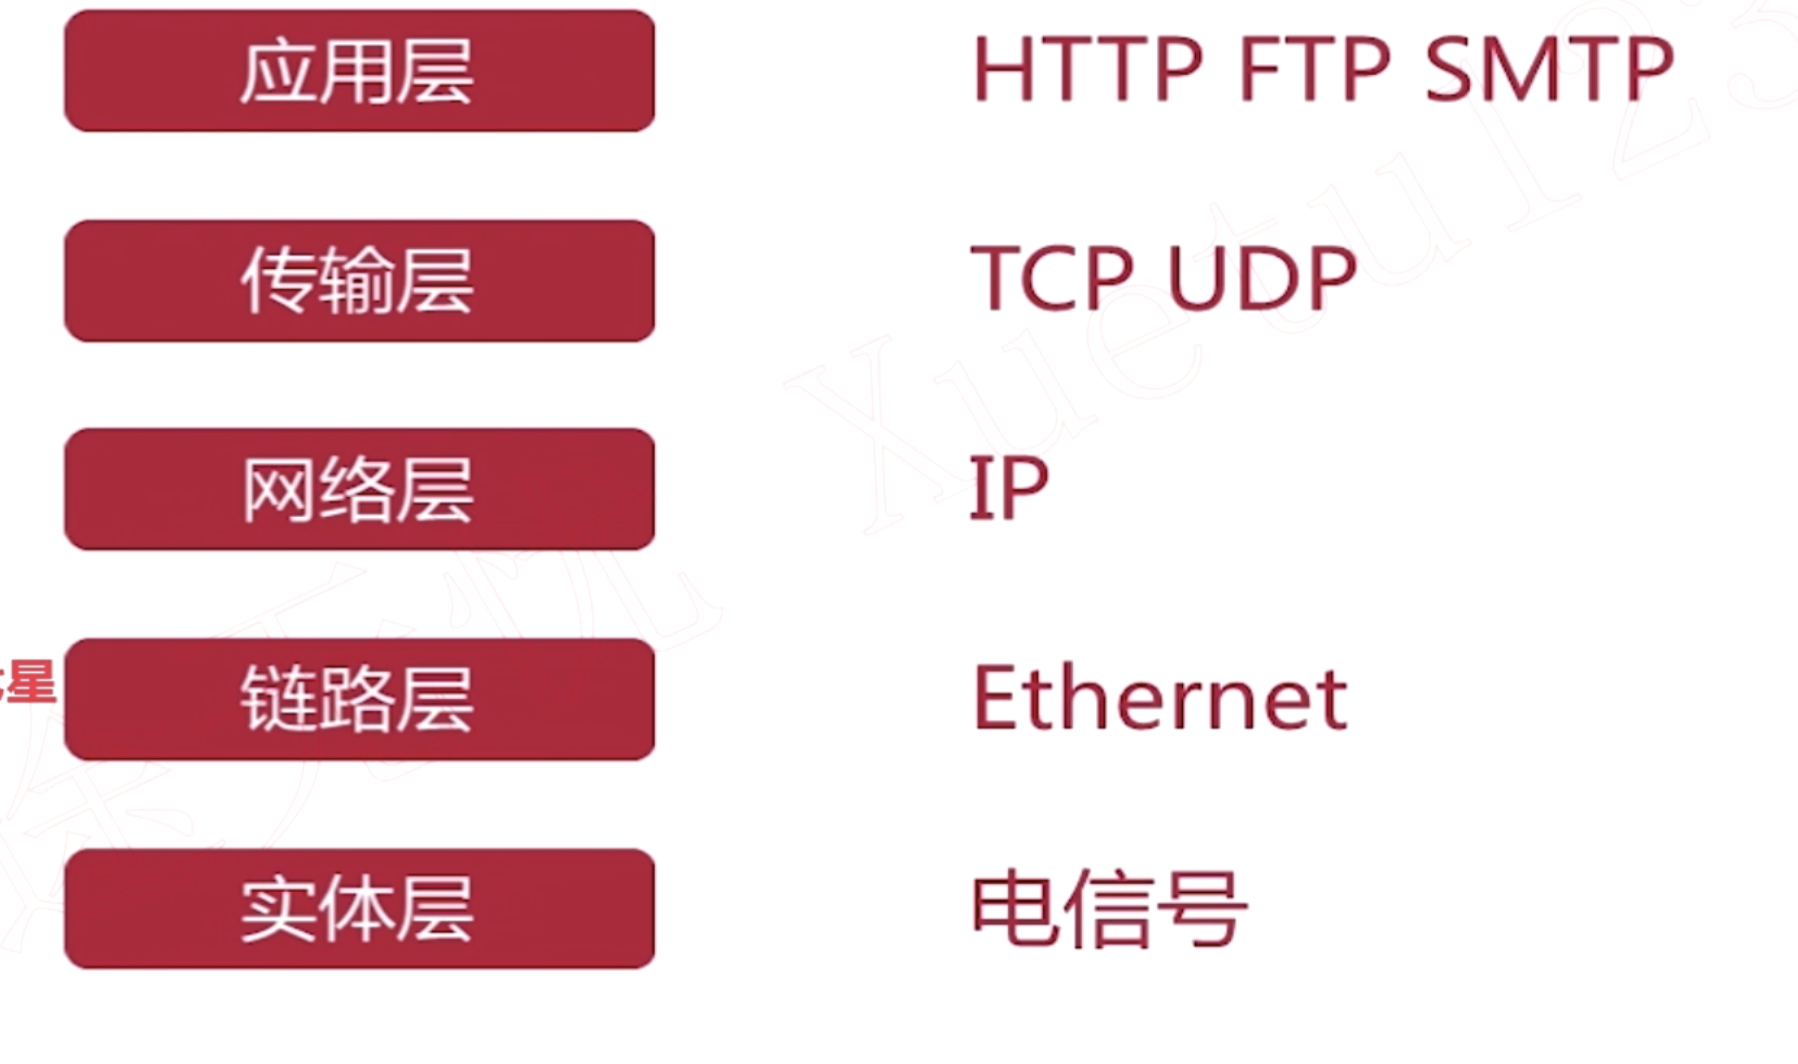 应用层 HTTP FTP SMTP
传输层 TCP UDP
网络层 IP
星
链路层 Ethernet
实体层 电信号
Xuetu123